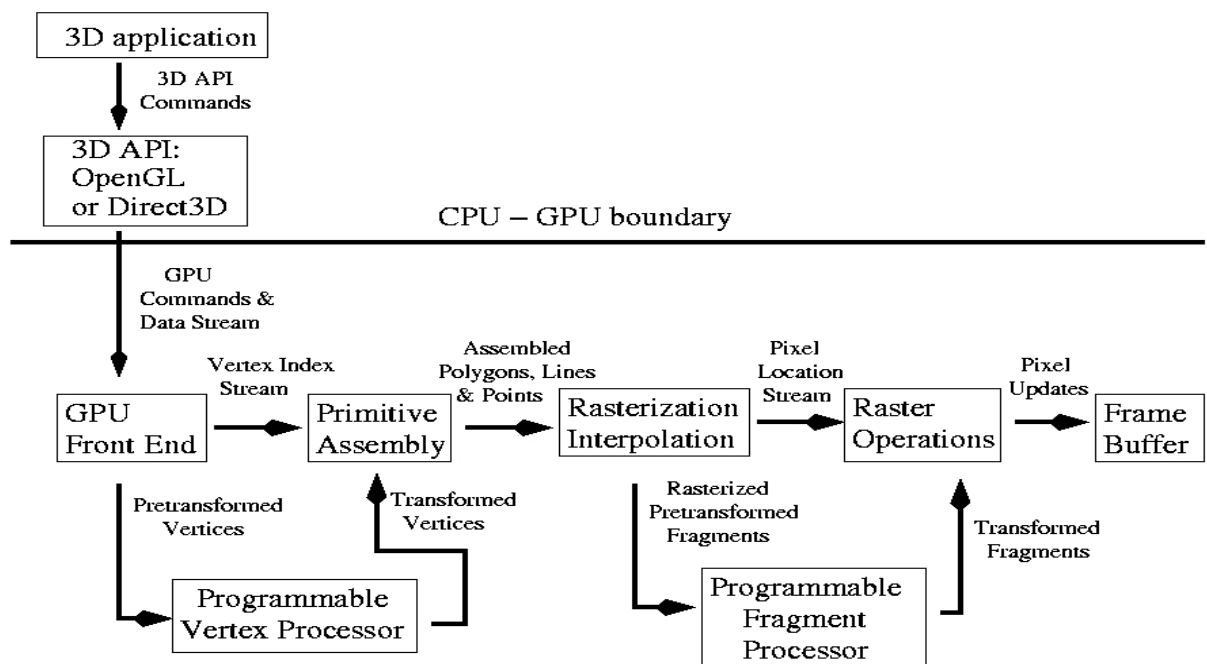 3D application
3D API
Commands
3D API:
OpenGL
or Direct3D
CPU – GPU boundary
GPU
Commands &
Data Stream
Vertex Index
Stream
Assembled
Polygons, Lines
& Points
Pixel
Location
Stream
Pixel
Updates
GPU
Front End
Primitive
Assembly
Rasterization
Interpolation
Raster
Operations
Frame
Buffer
Pretransformed
Vertices
Transformed
Vertices
Rasterized
Pretransformed
Fragments
Transformed
Fragments
Programmable
Vertex Processor
Programmable
Fragment
Processor